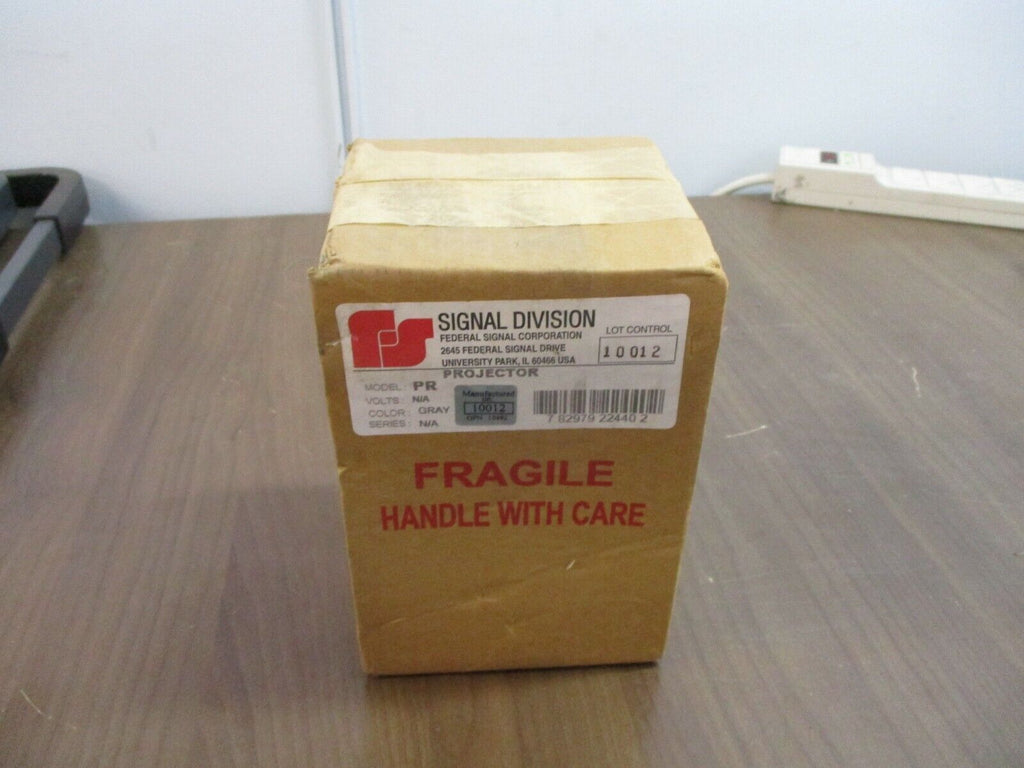 SIGNAL DIVISION
FEDERAL SIGNAL CORPORATION
2645 FEDERAL SIGNAL DRIVE
UNIVERSITY PARK, IL 60466 USA
LOT CONTROL
10012
PROJECTOR
MODEL: PR
VOLTS: N/A
COLOR: GRAY
SERIES: N/A
Manufactured
10012
7 82979 22440 2
FRAGILE
HANDLE WITH CARE